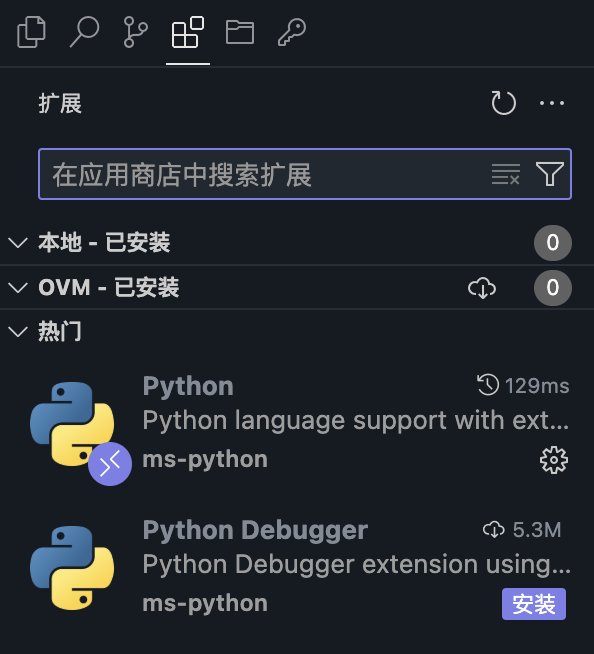 扩展
在应用商店中搜索扩展
本地 - 已安装 0
OVM - 已安装 0
热门
Python 129ms
Python language support with ext...
ms-python
Python Debugger 5.3M
Python Debugger extension using...
ms-python 安装